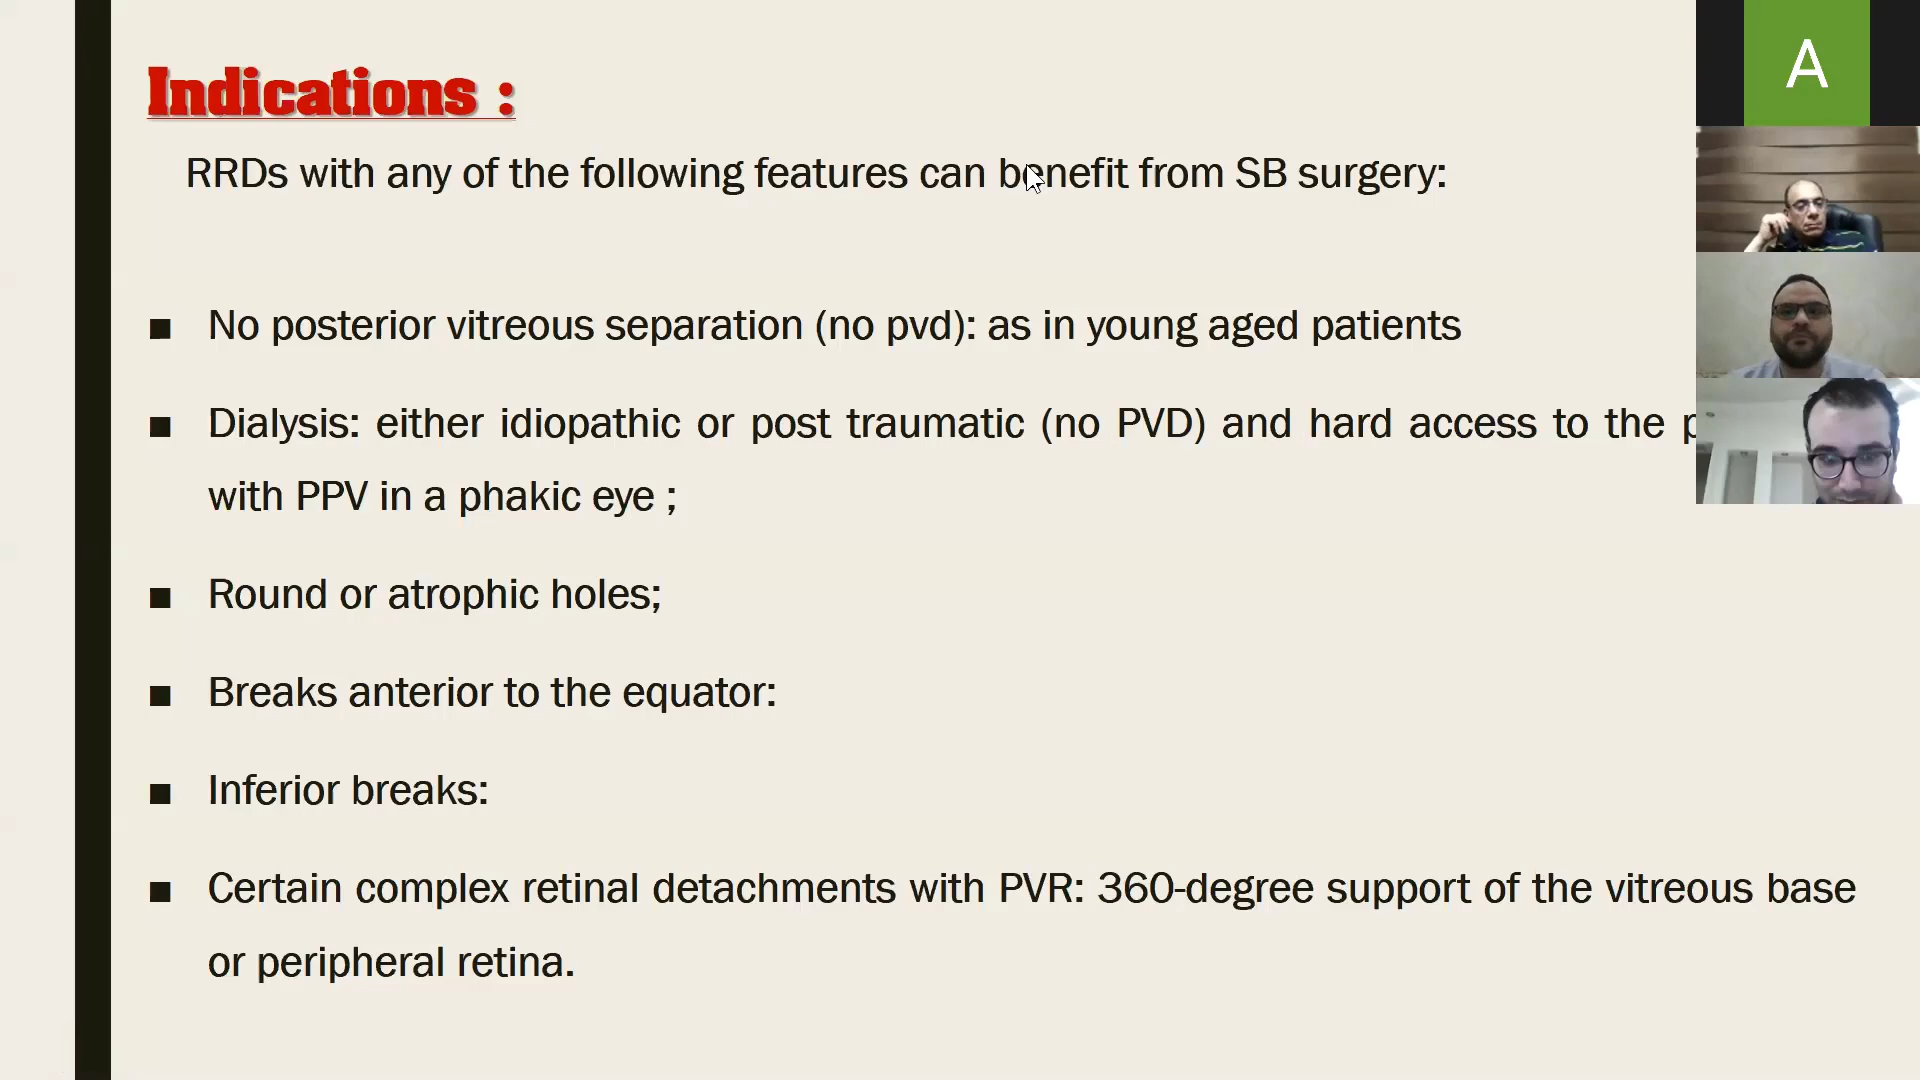 Indications :
RRDs with any of the following features can benefit from SB surgery:
■ No posterior vitreous separation (no pvd): as in young aged patients
■ Dialysis: either idiopathic or post traumatic (no PVD) and hard access to the
with PPV in a phakic eye ;
■ Round or atrophic holes;
■ Breaks anterior to the equator:
■ Inferior breaks:
■ Certain complex retinal detachments with PVR: 360-degree support of the vitreous base
or peripheral retina.
A